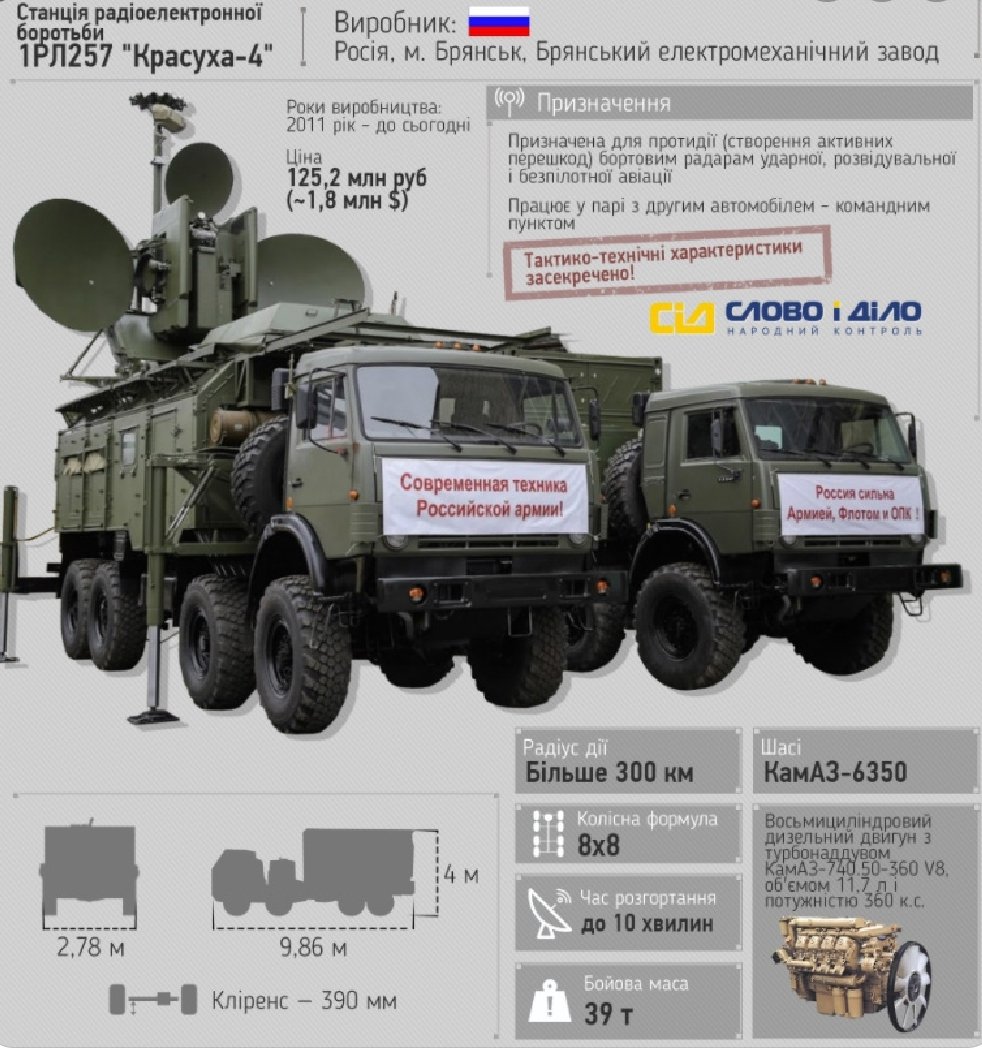 Станція радіоелектронної
боротьби
1РЛ257 "Красуха-4"
Виробник:
Росія, м. Брянськ, Брянський електромеханічний завод
Роки виробництва:
2011 рік – до сьогодні
Ціна
125,2 млн руб
(~1,8 млн $)
Призначення
Призначена для протидії (створення активних
перешкод) бортовим радарам ударної, розвідувальної
і безпілотної авіації
Працює у парі з другим автомобілем – командним
пунктом
Тактико-технічні характеристики
засекречено!
СіД СЛОВО і ДіЛО
НАРОДНИЙ КОНТРОЛЬ
Современная техника
Российской армии!
Россия сильна
Армией, Флотом и ОПК !
Радіус дії
Більше 300 км
Шасі
КамАЗ-6350
Колісна формула
8х8
Восьмициліндровий
дизельний двигун з
турбонаддувом
КамАЗ-740.50-360 V8,
об'ємом 11,7 л і
потужністю 360 к.с.
Час розгортання
до 10 хвилин
Бойова маса
39 т
4 м
2,78 м
9,86 м
Кліренс – 390 мм